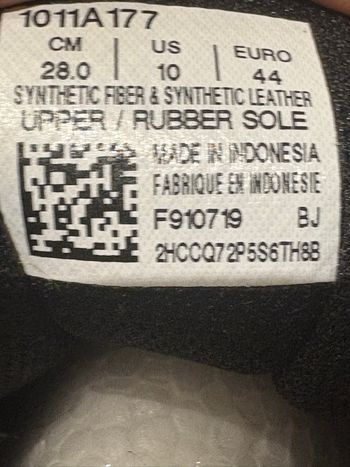 1011A177
CM | US | EURO
28.0 | 10 | 44
SYNTHETIC FIBER & SYNTHETIC LEATHER
UPPER / RUBBER SOLE
MADE IN INDONESIA
FABRIQUE EN INDONESIE
F910719 BJ
2HCCQ72P5S6TH8B